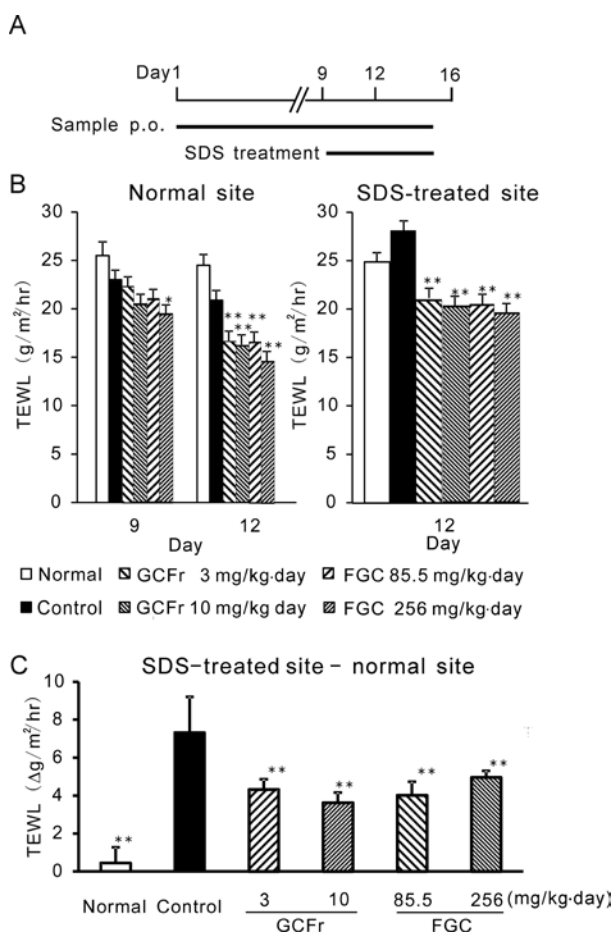 A
Day 1 9 12 16
Sample p.o.
SDS treatment
B
Normal site SDS-treated site
TEWL (g/m²/hr)
30
25
20
15
10
5
0
*
** **
**
**
9 12
Day
TEWL (g/m²/hr)
30
25
20
15
10
5
0
** ** ** **
12
Day
Normal GCFr 3 mg/kg·day FGC 85.5 mg/kg·day
Control GCFr 10 mg/kg day FGC 256 mg/kg·day
C
SDS-treated site - normal site
TEWL (Δg/m²/hr)
10
8
6
4
2
0
** ** ** ** **
Normal Control 3 10 85.5 256 (mg/kg·day)
GCFr FGC